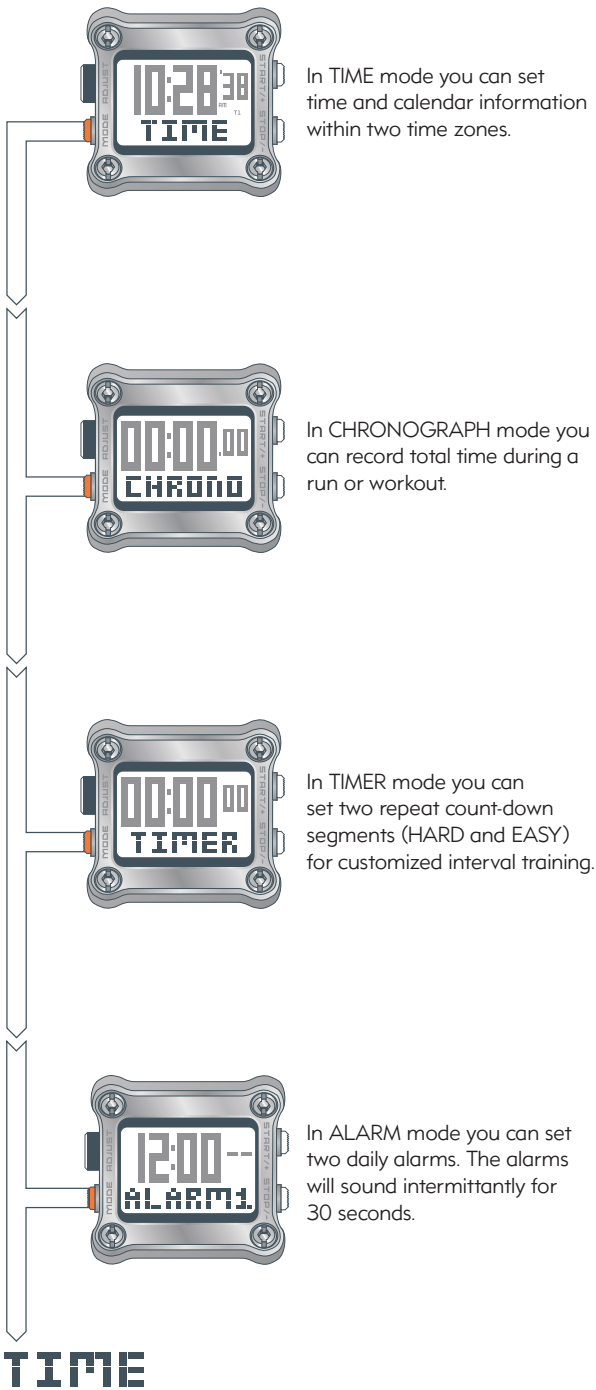 ADJUST
MODE
START/+
STOP/-
10:28 38
AM
T1
TIME
In TIME mode you can set
time and calendar information
within two time zones.
ADJUST
MODE
START/+
STOP/-
00:00.00
CHRONO
In CHRONOGRAPH mode you
can record total time during a
run or workout.
ADJUST
MODE
START/+
STOP/-
00:00 00
TIMER
In TIMER mode you can
set two repeat count-down
segments (HARD and EASY)
for customized interval training.
ADJUST
MODE
START/+
STOP/-
12:00--
ALARM1
In ALARM mode you can set
two daily alarms. The alarms
will sound intermittantly for
30 seconds.
TIME